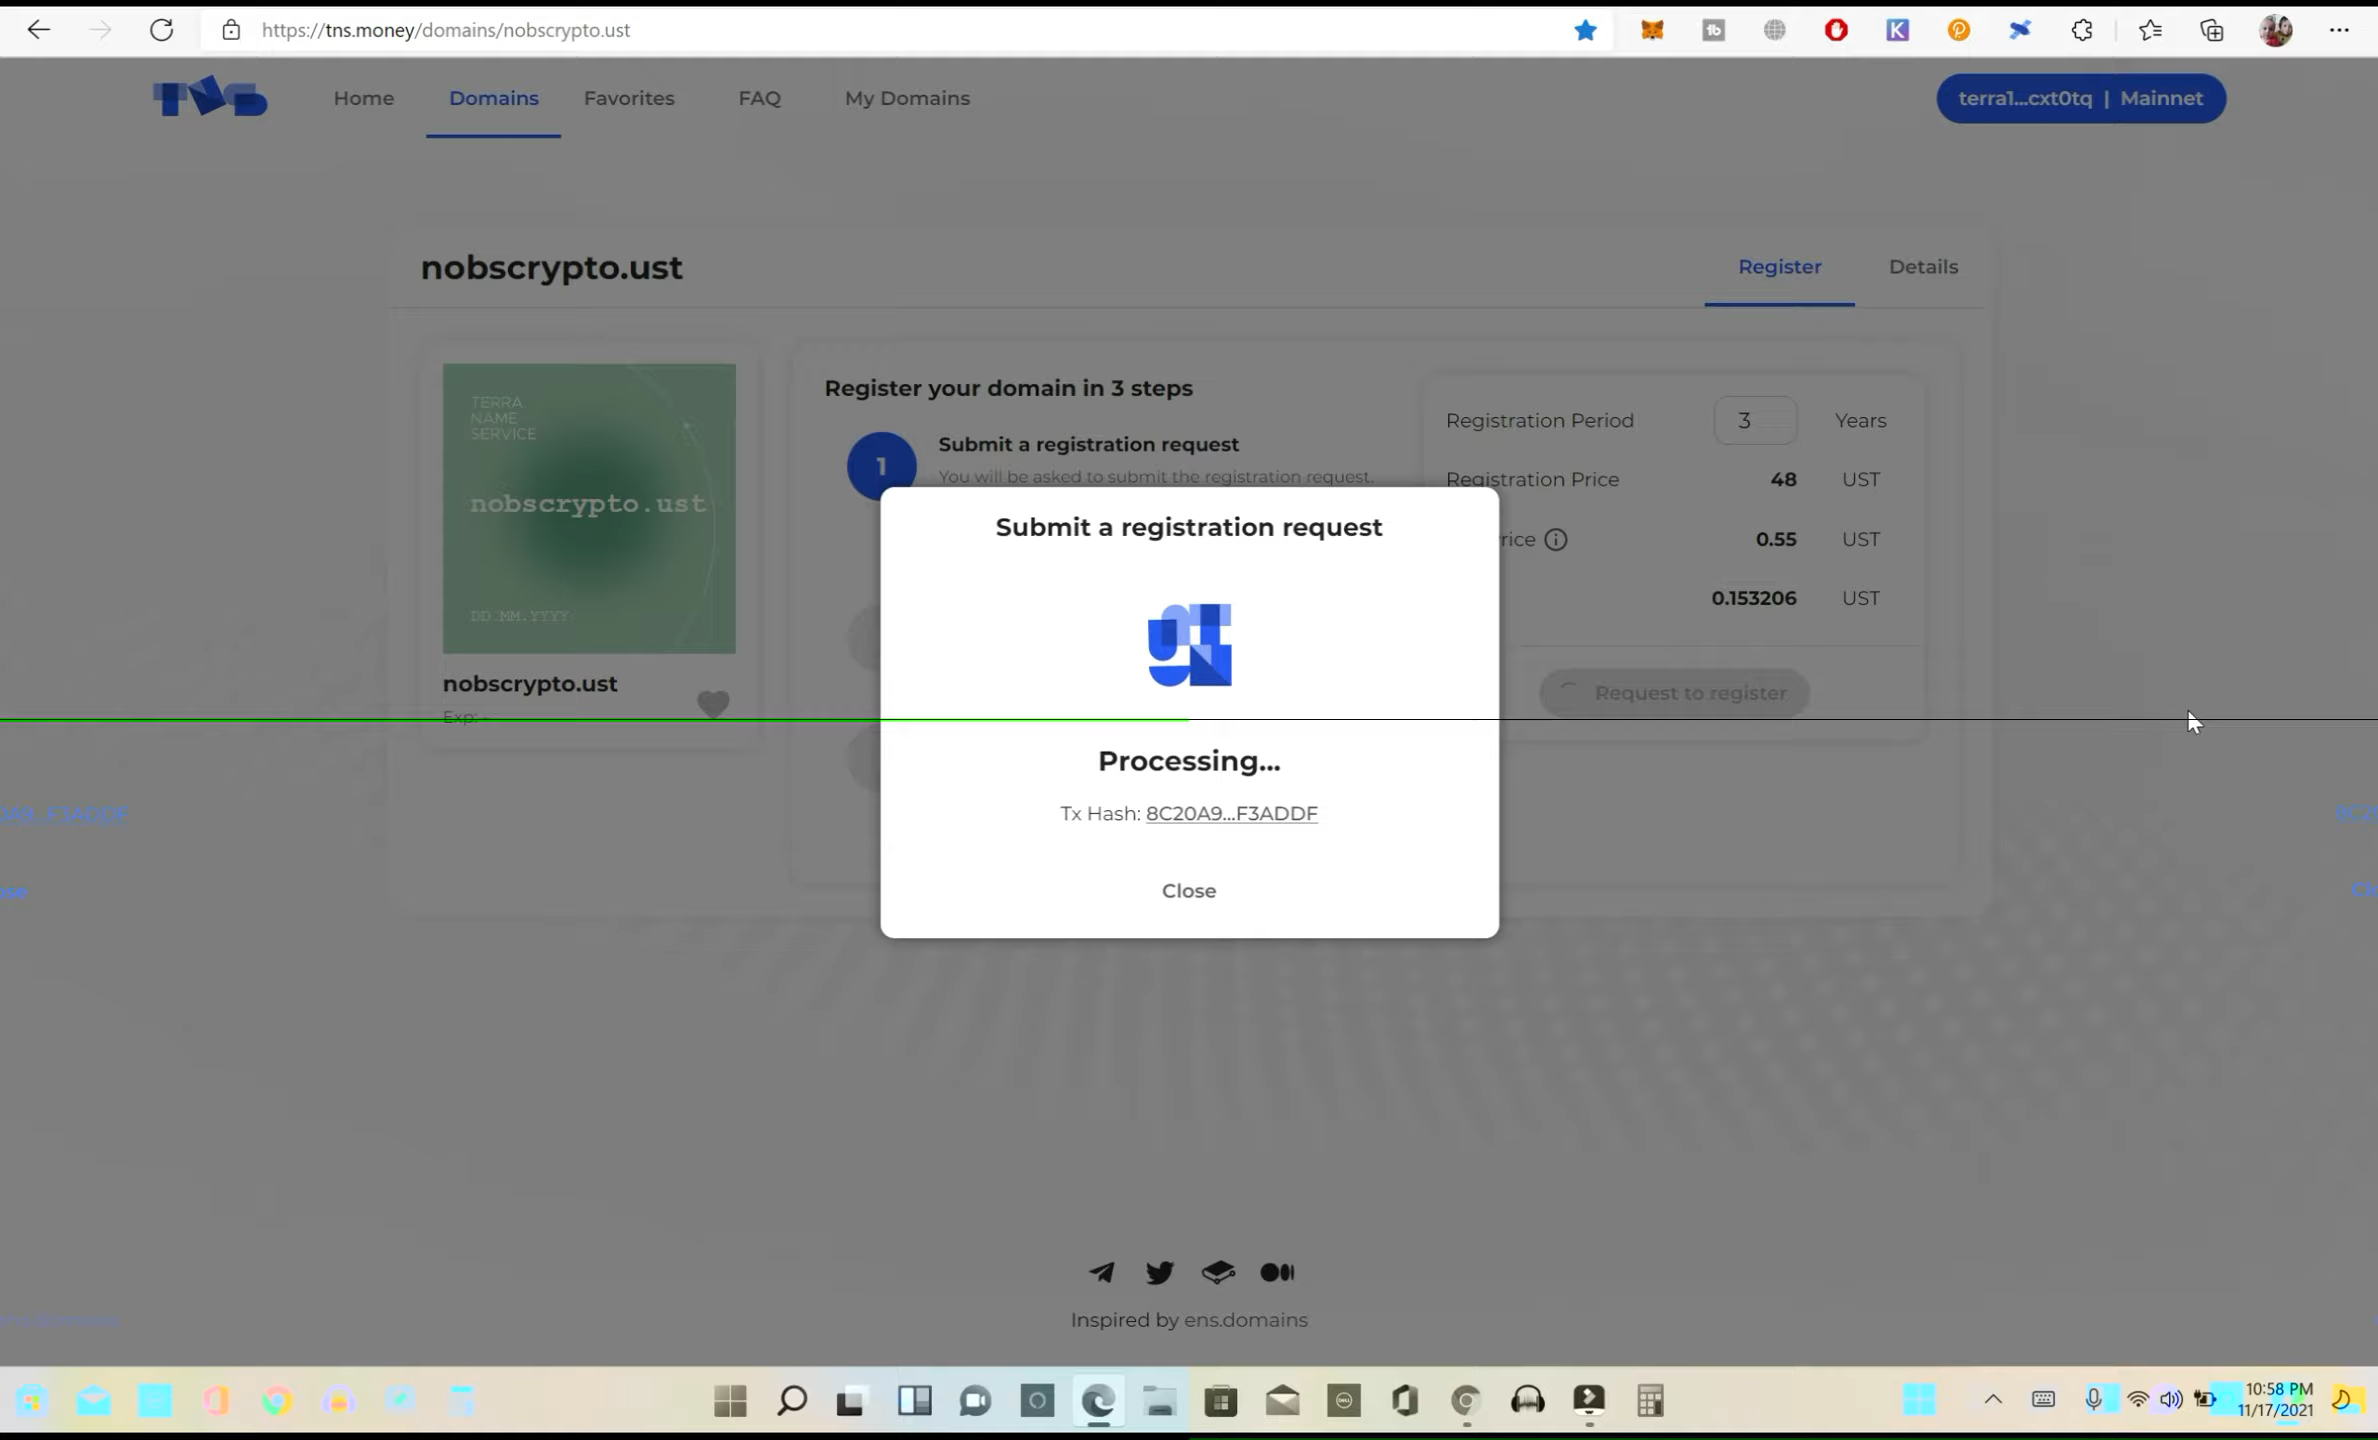 https://tns.money/domains/nobscrypto.ust
TNS
Home
Domains
Favorites
FAQ
My Domains
terra1...cxt0tq | Mainnet
nobscrypto.ust
Register
Details
TERRA
NAME
SERVICE
nobscrypto.ust
DD.MM.YYYY
nobscrypto.ust
Exp: -
Register your domain in 3 steps
1
Submit a registration request
You will be asked to submit the registration request.
Registration Period 3 Years
Registration Price 48 UST
0.55 UST
0.153206 UST
Request to register
Submit a registration request
Processing...
Tx Hash: 8C20A9...F3ADDF
Close
Inspired by ens.domains
10:58 PM
11/17/2021